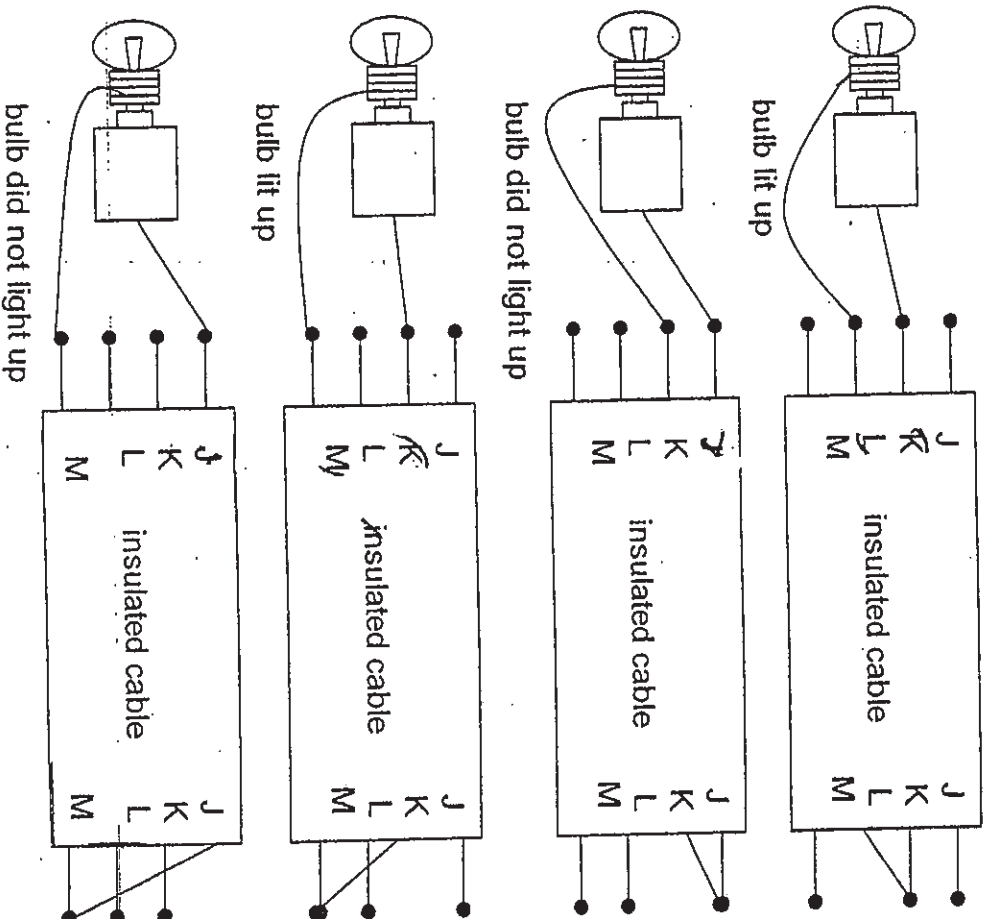 J J
K K
L insulated cable L
M M
bulb lit up
J J
K K
L insulated cable L
M M
bulb did not light up
J J
K K
L insulated cable L
M M
bulb lit up
J J
K K
L insulated cable L
M M
bulb did not light up